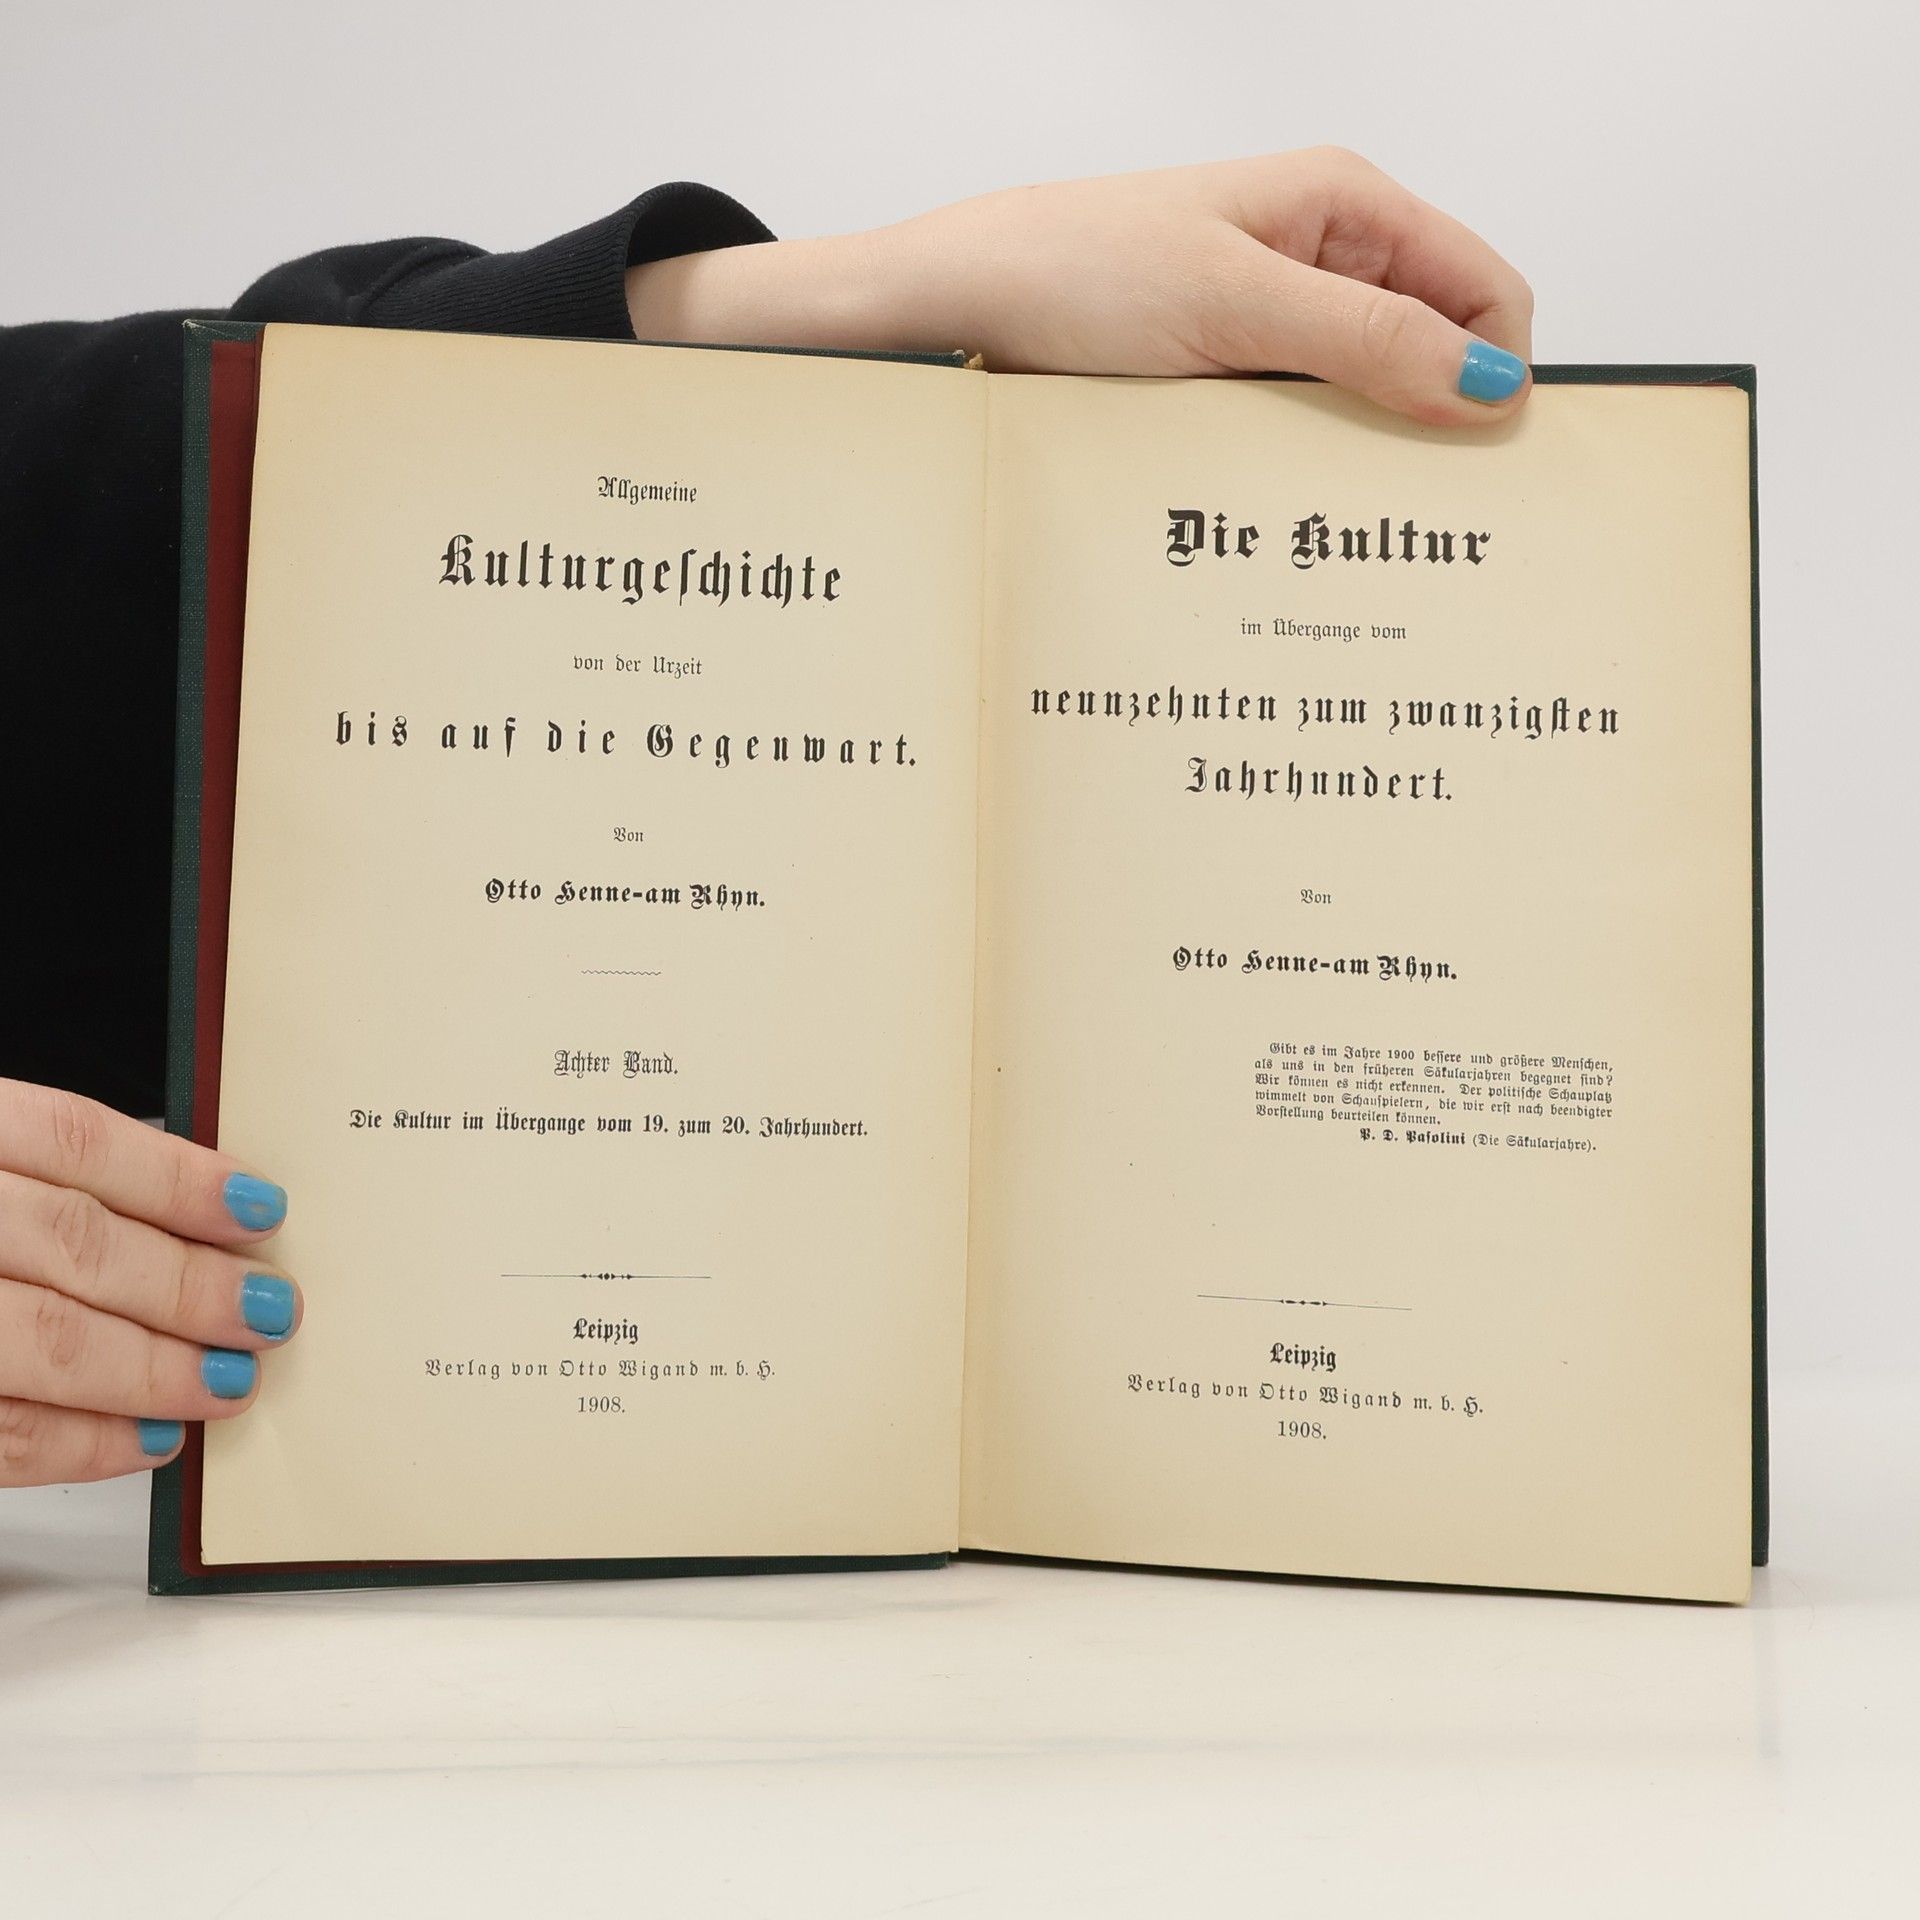 Allgemeine
Kulturgeſchichte
von der Urzeit
bis auf die Gegenwart.
Von
Otto Henne-am Rhyn.
Achter Band.
Die Kultur im Übergange vom 19. zum 20. Jahrhundert.
Leipzig
Verlag von Otto Wigand m. b. H.
1908.
Die Kultur
im Übergange vom
neunzehnten zum zwanzigſten
Jahrhundert.
Von
Otto Henne-am Rhyn.
Gibt es im Jahre 1900 beſſere und größere Menſchen,
als uns in den früheren Säkularjahren begegnet ſind?
Wir können es nicht erkennen. Der politiſche Schauplatz
wimmelt von Schauſpielern, die wir erſt nach beendigter
Vorſtellung beurteilen können.
P. D. Paſolini (Die Säkularjahre).
Leipzig
Verlag von Otto Wigand m. b. H.
1908.